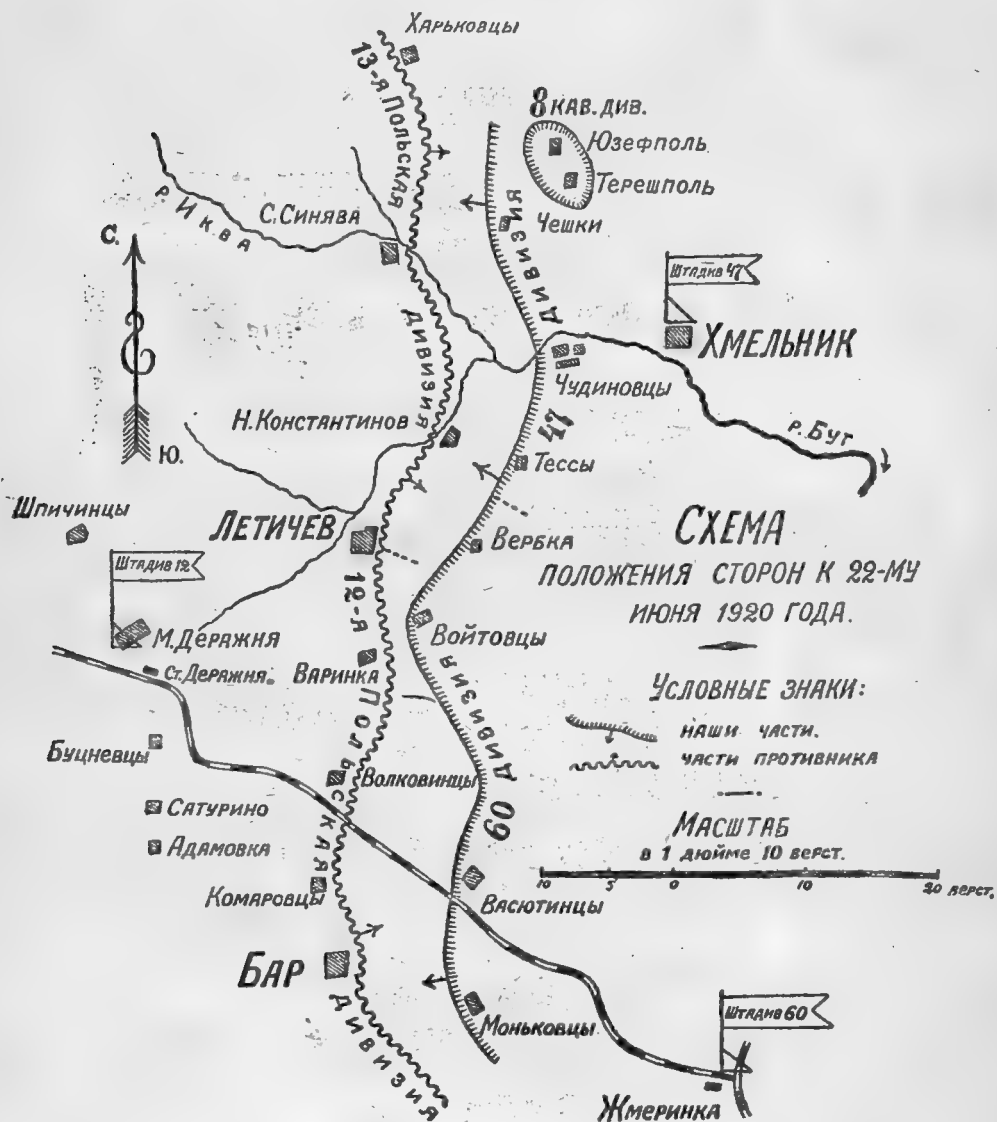 Харьковцы
13-я Польская
дивизия
8 кав. див.
Юзефполь
Терешполь
Чешки
р. Иква
С. Синява
С.
Ю.
Штадив 47
Хмельник
дивизия
47
Чудиновцы
р. Буг
Н. Константинов
Тессы
Шпичинцы
Летичев
Вербка
Штадив 12
М. Деражня
Ст. Деражня.
Варинка
Войтовцы
12-я Польская
дивизия
60 дивизия
Схема
положения сторон к 22-му
июня 1920 года.
Условные знаки:
наши части.
части противника
Масштаб
в 1 дюйме 10 верст.
10 5 0 10 20 верст.
Буцневцы
Волковинцы
Сатурино
Адамовка
Комаровцы
Васютинцы
Бар
Моньковцы
Штадив 60
Жмеринка